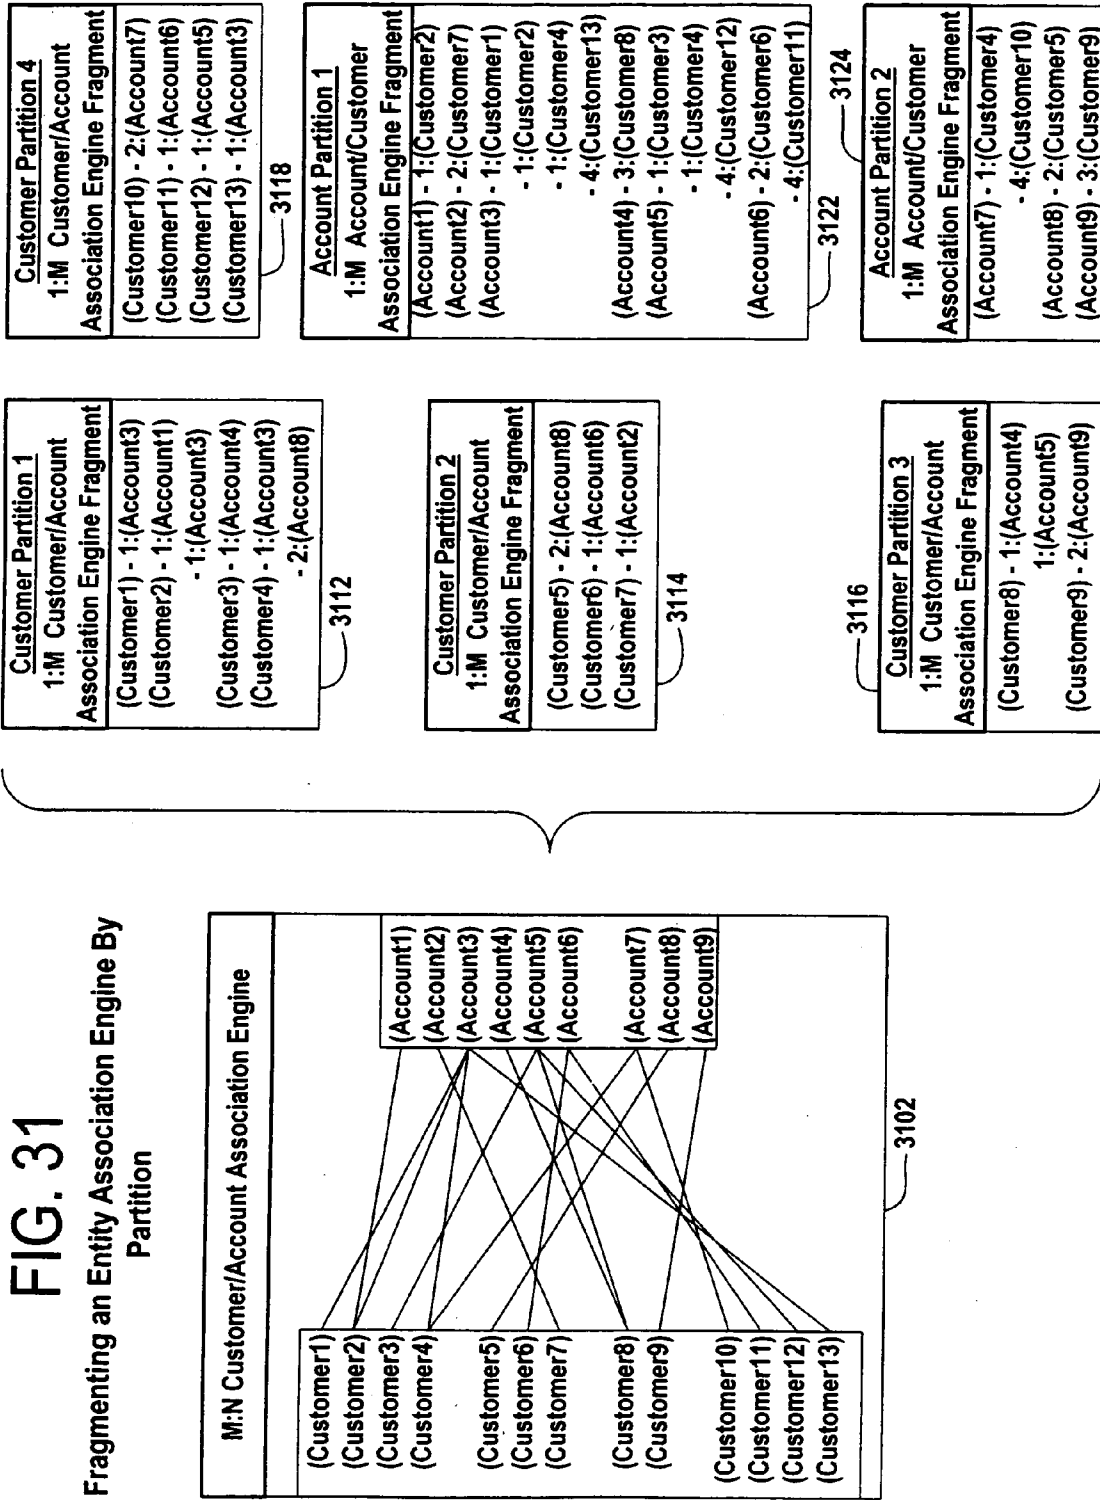 FIG. 31
Fragmenting an Entity Association Engine By
Partition
M:N Customer/Account Association Engine
(Customer1)
(Customer2)
(Customer3)
(Customer4)
(Customer5)
(Customer6)
(Customer7)
(Customer8)
(Customer9)
(Customer10)
(Customer11)
(Customer12)
(Customer13)
(Account1)
(Account2)
(Account3)
(Account4)
(Account5)
(Account6)
(Account7)
(Account8)
(Account9)
3102
Customer Partition 1
1:M Customer/Account
Association Engine Fragment
(Customer1) - 1:(Account3)
(Customer2) - 1:(Account1)
- 1:(Account3)
(Customer3) - 1:(Account4)
(Customer4) - 1:(Account3)
- 2:(Account8)
3112
Customer Partition 2
1:M Customer/Account
Association Engine Fragment
(Customer5) - 2:(Account8)
(Customer6) - 1:(Account6)
(Customer7) - 1:(Account2)
3114
3116
Customer Partition 3
1:M Customer/Account
Association Engine Fragment
(Customer8) - 1:(Account4)
1:(Account5)
(Customer9) - 2:(Account9)
Customer Partition 4
1:M Customer/Account
Association Engine Fragment
(Customer10) - 2:(Account7)
(Customer11) - 1:(Account6)
(Customer12) - 1:(Account5)
(Customer13) - 1:(Account3)
3118
Account Partition 1
1:M Account/Customer
Association Engine Fragment
(Account1) - 1:(Customer2)
(Account2) - 2:(Customer7)
(Account3) - 1:(Customer1)
- 1:(Customer2)
- 1:(Customer4)
- 4:(Customer13)
(Account4) - 3:(Customer8)
(Account5) - 1:(Customer3)
- 1:(Customer4)
- 4:(Customer12)
(Account6) - 2:(Customer6)
- 4:(Customer11)
3122
3124
Account Partition 2
1:M Account/Customer
Association Engine Fragment
(Account7) - 1:(Customer4)
- 4:(Customer10)
(Account8) - 2:(Customer5)
(Account9) - 3:(Customer9)